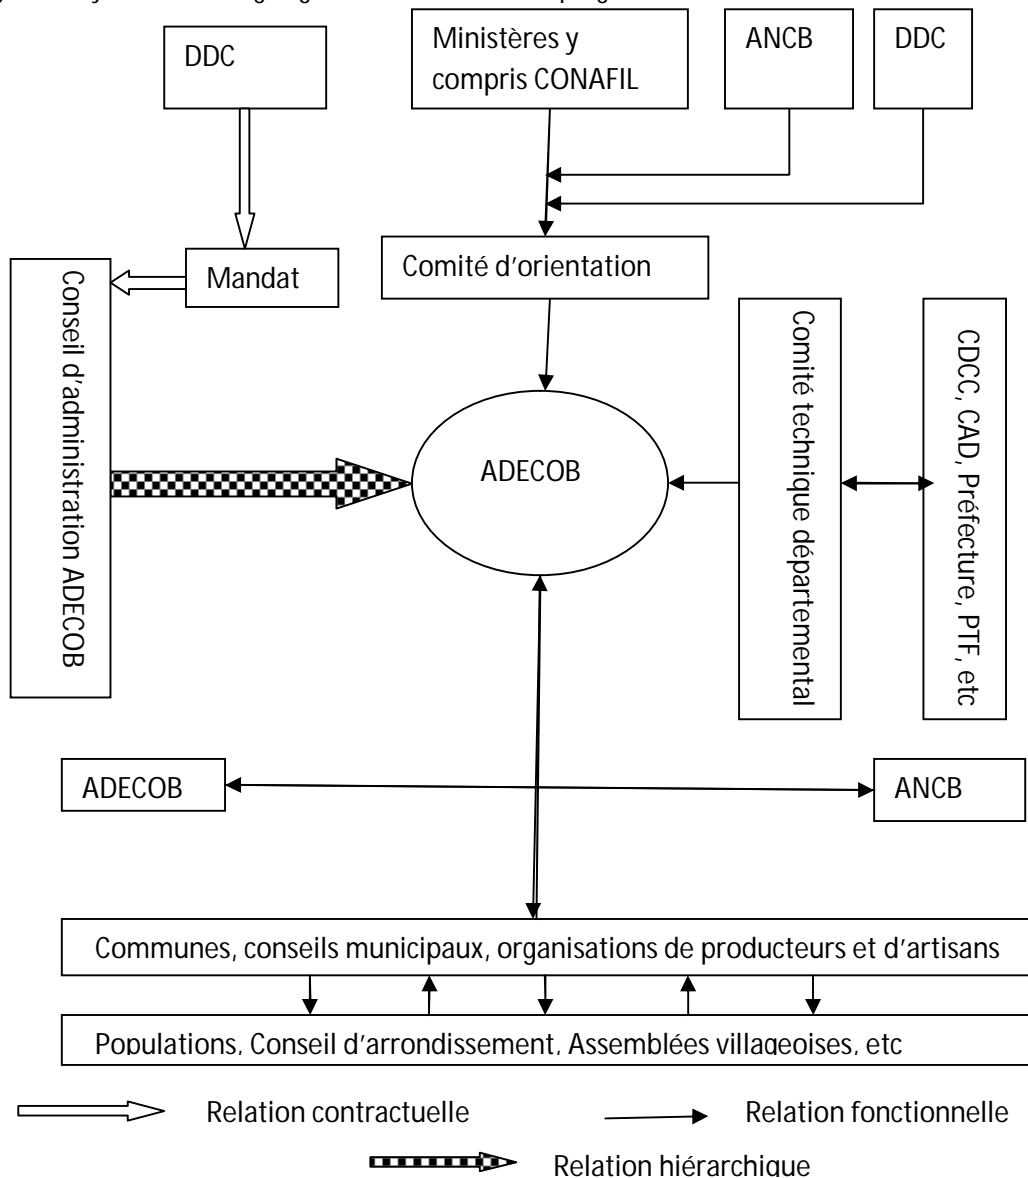 DDC
Ministères y
compris CONAFIL
ANCB
DDC
Mandat
Comité d'orientation
Conseil d'administration ADECOB
ADECOB
Comité technique départemental
CDCC, CAD, Préfecture, PTF, etc
ADECOB
ANCB
Communes, conseils municipaux, organisations de producteurs et d'artisans
Populations, Conseil d'arrondissement, Assemblées villageoises, etc
Relation contractuelle
Relation fonctionnelle
Relation hiérarchique